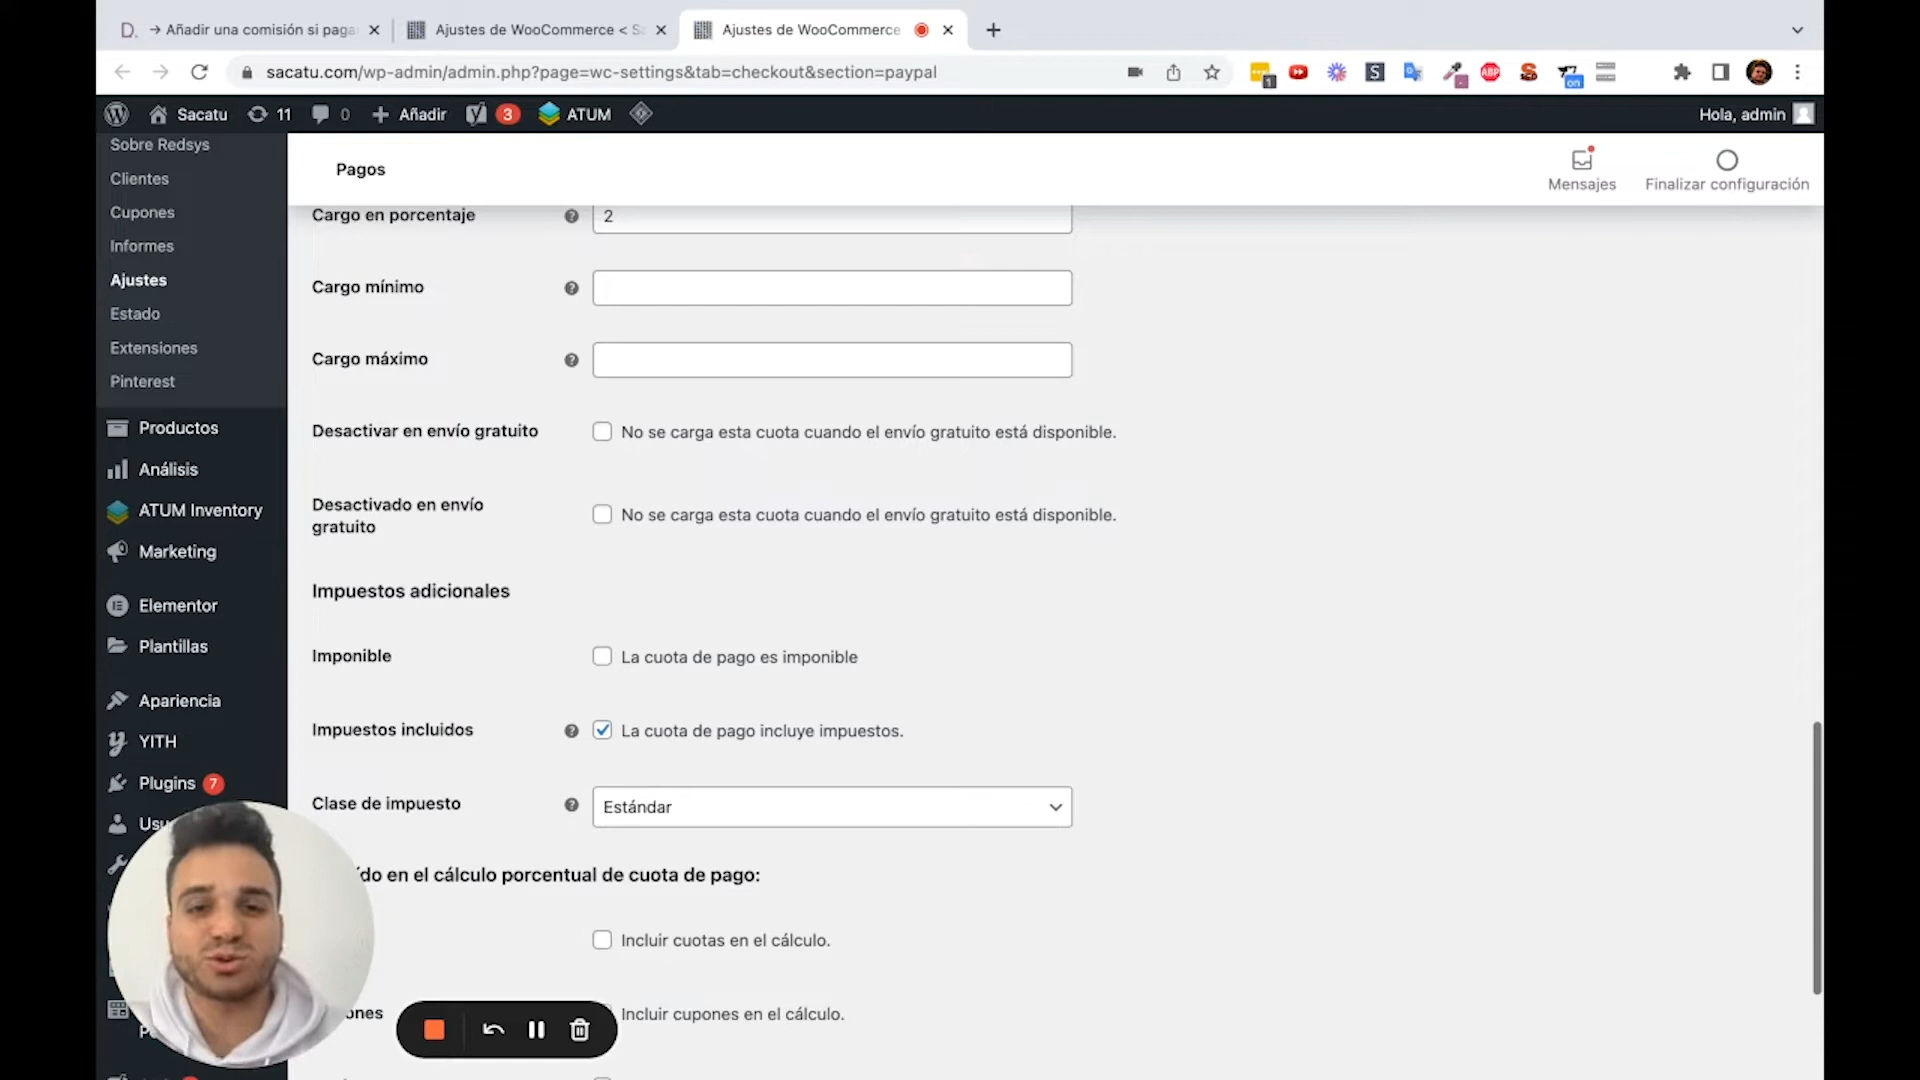 D. → Añadir una comisión si paga
Ajustes de WooCommerce < Sa
Ajustes de WooCommerce
sacatu.com/wp-admin/admin.php?page=wc-settings&tab=checkout&section=paypal
1
S
ABP
on
Sacatu
11
0
Añadir
3
ATUM
Hola, admin
Sobre Redsys
Clientes
Cupones
Informes
Ajustes
Estado
Extensiones
Pinterest
Productos
Análisis
ATUM Inventory
Marketing
Elementor
Plantillas
Apariencia
YITH
Plugins 7
Pagos
Mensajes
Finalizar configuración
Cargo en porcentaje
2
Cargo mínimo
Cargo máximo
Desactivar en envío gratuito
No se carga esta cuota cuando el envío gratuito está disponible.
Desactivado en envío
gratuito
No se carga esta cuota cuando el envío gratuito está disponible.
Impuestos adicionales
Imponible
La cuota de pago es imponible
Impuestos incluidos
La cuota de pago incluye impuestos.
Clase de impuesto
Estándar
en el cálculo porcentual de cuota de pago:
Incluir cuotas en el cálculo.
Incluir cupones en el cálculo.